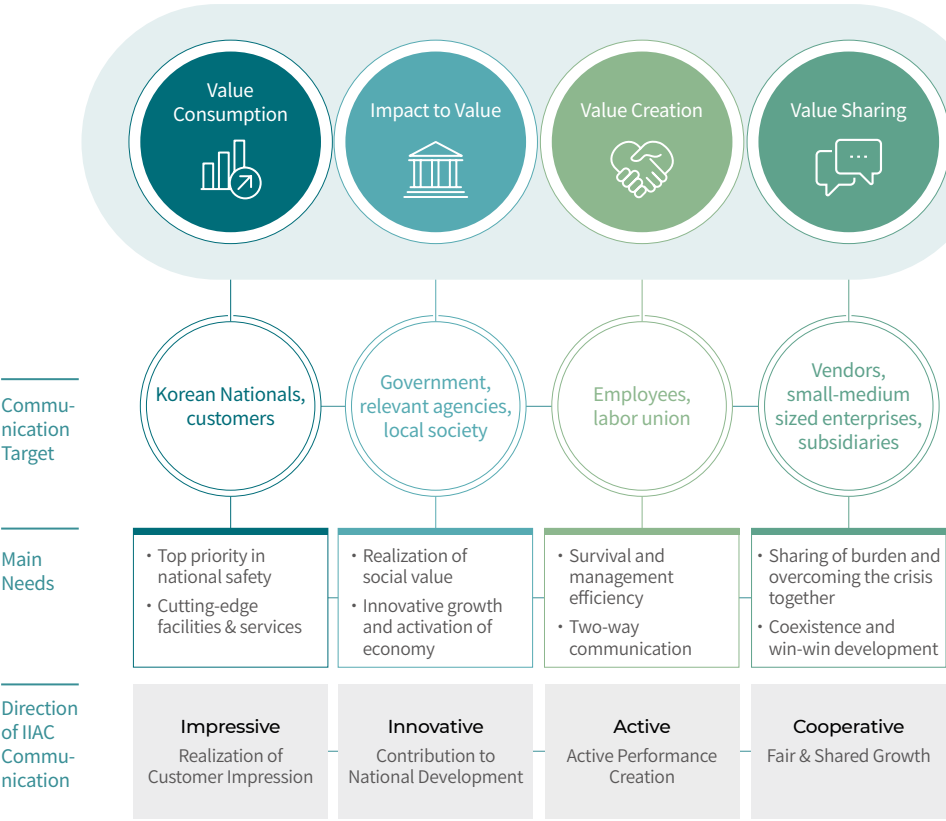 Value
Consumption
Impact to Value
Value Creation
Value Sharing
Commu-
nication
Target
Korean Nationals,
customers
Government,
relevant agencies,
local society
Employees,
labor union
Vendors,
small-medium
sized enterprises,
subsidiaries
Main
Needs
· Top priority in
national safety
· Cutting-edge
facilities & services
· Realization of
social value
· Innovative growth
and activation of
economy
· Survival and
management
efficiency
· Two-way
communication
· Sharing of burden and
overcoming the crisis
together
· Coexistence and
win-win development
Direction
of IIAC
Commu-
nication
Impressive
Realization of
Customer Impression
Innovative
Contribution to
National Development
Active
Active Performance
Creation
Cooperative
Fair & Shared Growth